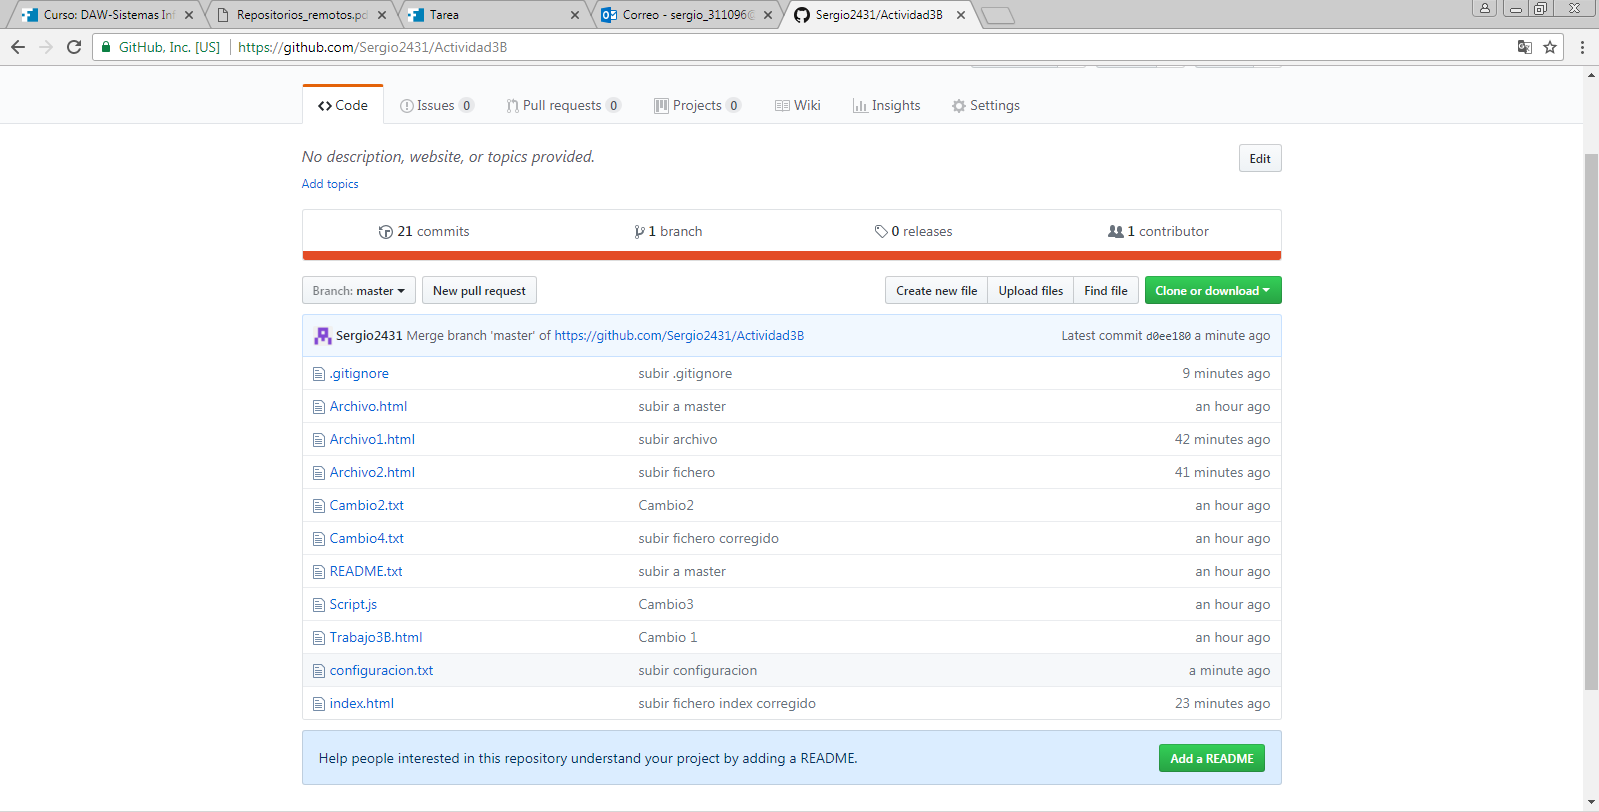 Curso: DAW-Sistemas Inf
Repositorios_remotos.pd
Tarea
Correo - sergio_311096@
Sergio2431/Actividad3B
GitHub, Inc. [US]
https://github.com/Sergio2431/Actividad3B
Code
Issues 0
Pull requests 0
Projects 0
Wiki
Insights
Settings
No description, website, or topics provided.
Edit
Add topics
21 commits
1 branch
0 releases
1 contributor
Branch: master
New pull request
Create new file
Upload files
Find file
Clone or download
Sergio2431 Merge branch 'master' of https://github.com/Sergio2431/Actividad3B
Latest commit d0ee180 a minute ago
.gitignore subir .gitignore 9 minutes ago
Archivo.html subir a master an hour ago
Archivo1.html subir archivo 42 minutes ago
Archivo2.html subir fichero 41 minutes ago
Cambio2.txt Cambio2 an hour ago
Cambio4.txt subir fichero corregido an hour ago
README.txt subir a master an hour ago
Script.js Cambio3 an hour ago
Trabajo3B.html Cambio 1 an hour ago
configuracion.txt subir configuracion a minute ago
index.html subir fichero index corregido 23 minutes ago
Help people interested in this repository understand your project by adding a README.
Add a README